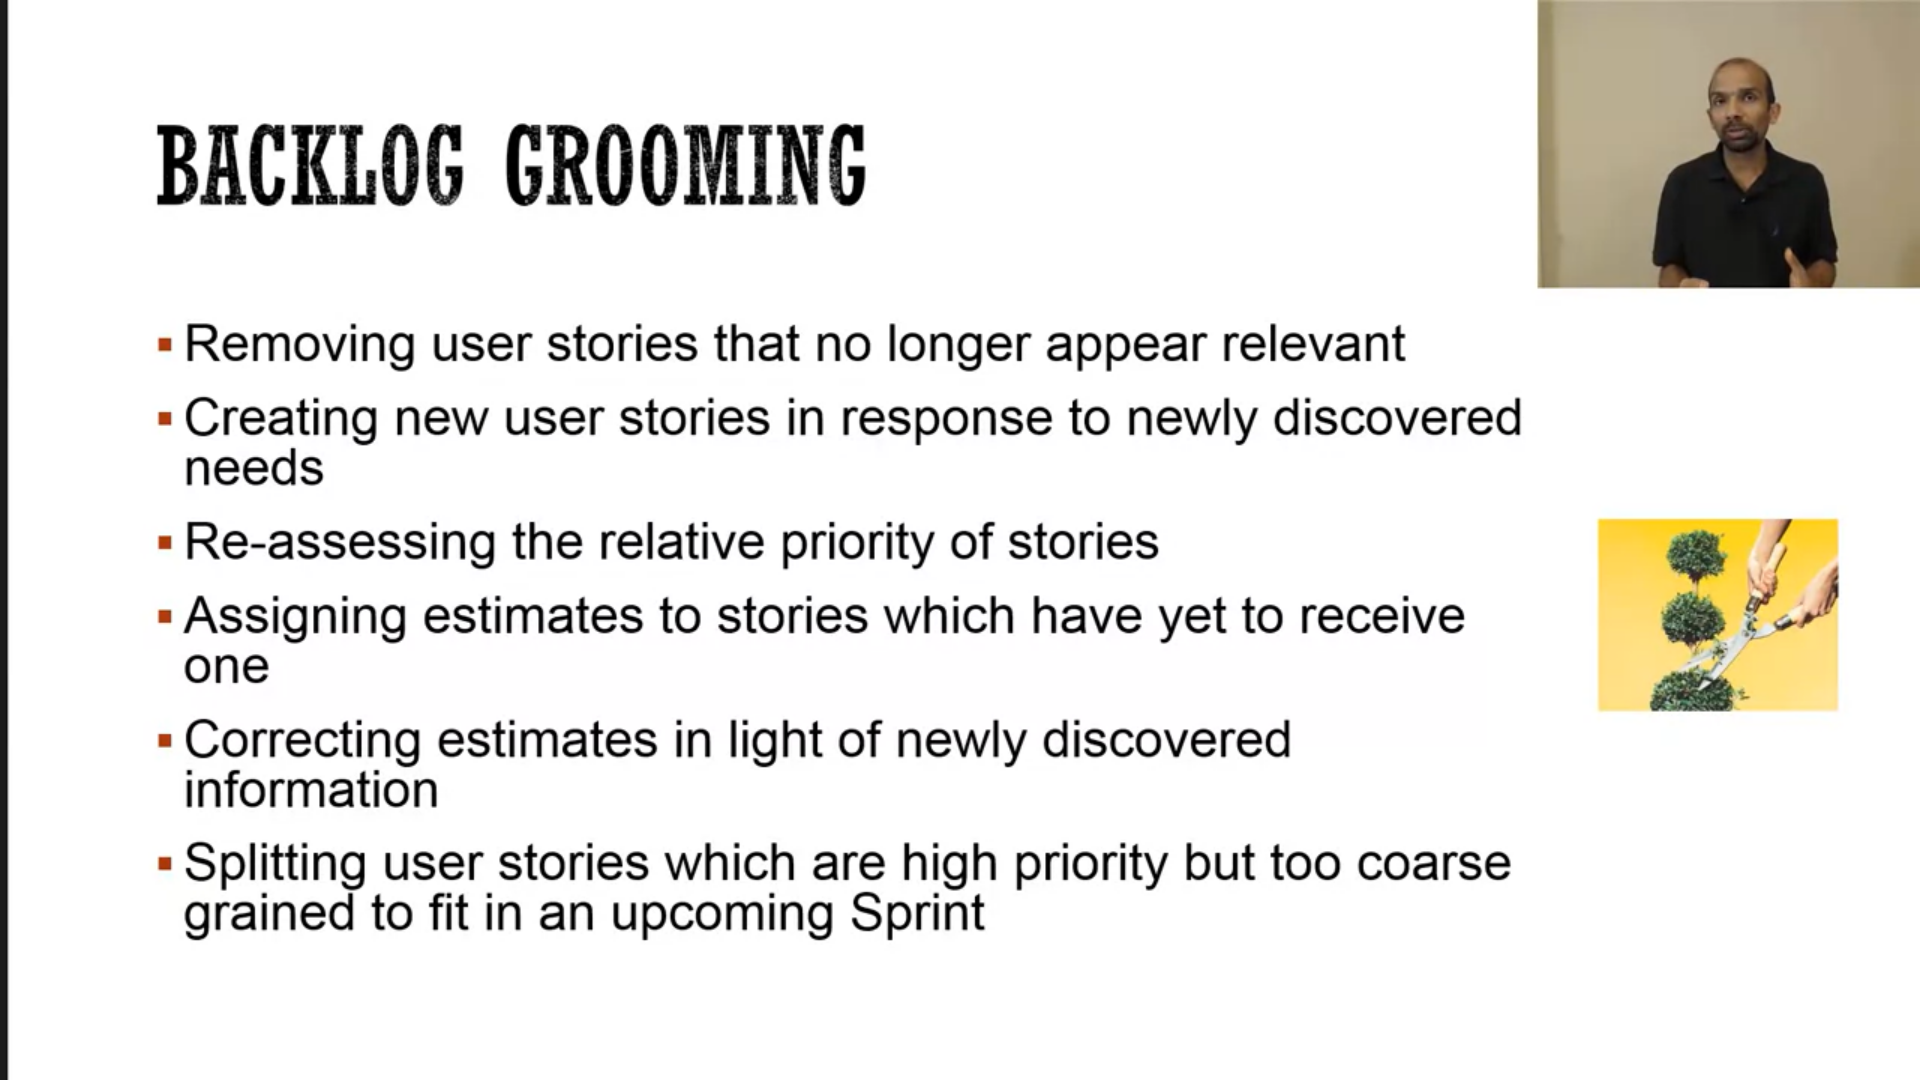 BACKLOG GROOMING
▪ Removing user stories that no longer appear relevant
▪ Creating new user stories in response to newly discovered
needs
▪ Re-assessing the relative priority of stories
▪ Assigning estimates to stories which have yet to receive
one
▪ Correcting estimates in light of newly discovered
information
▪ Splitting user stories which are high priority but too coarse
grained to fit in an upcoming Sprint